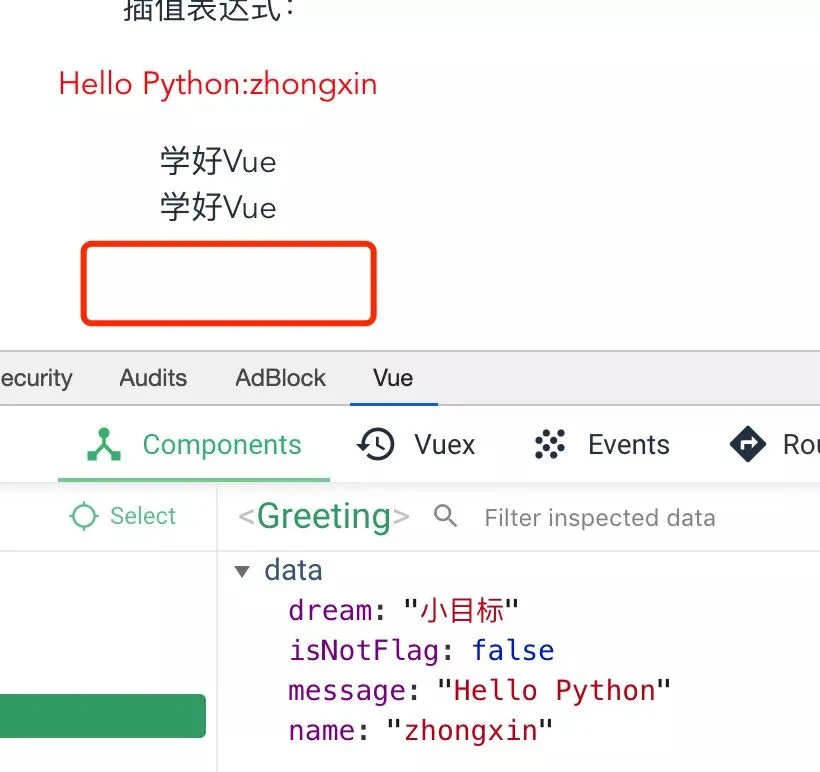 插值表达式：
Hello Python:zhongxin
学好Vue
学好Vue
ecurity Audits AdBlock Vue
Components Vuex Events Rou
Select <Greeting> Filter inspected data
data
dream: "小目标"
isNotFlag: false
message: "Hello Python"
name: "zhongxin"